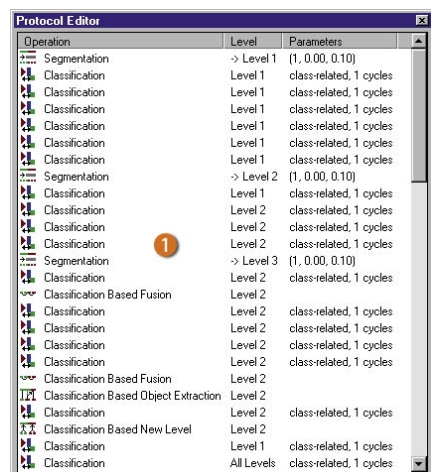 Protocol Editor
Operation Level Parameters
Segmentation -> Level 1 (1, 0.00, 0.10)
Classification Level 1 class-related, 1 cycles
Classification Level 1 class-related, 1 cycles
Classification Level 1 class-related, 1 cycles
Classification Level 1 class-related, 1 cycles
Classification Level 1 class-related, 1 cycles
Classification Level 1 class-related, 1 cycles
Segmentation -> Level 2 (1, 0.00, 0.10)
Classification Level 1 class-related, 1 cycles
Classification Level 2 class-related, 1 cycles
Classification Level 2 class-related, 1 cycles
Classification 1 Level 2 class-related, 1 cycles
Segmentation -> Level 3 (1, 0.00, 0.10)
Classification Level 2 class-related, 1 cycles
Classification Based Fusion Level 2
Classification Level 2 class-related, 1 cycles
Classification Level 2 class-related, 1 cycles
Classification Level 2 class-related, 1 cycles
Classification Level 2 class-related, 1 cycles
Classification Based Fusion Level 2
Classification Based Object Extraction Level 2
Classification Level 2 class-related, 1 cycles
Classification Based New Level Level 2
Classification Level 1 class-related, 1 cycles
Classification All Levels class-related, 1 cycles